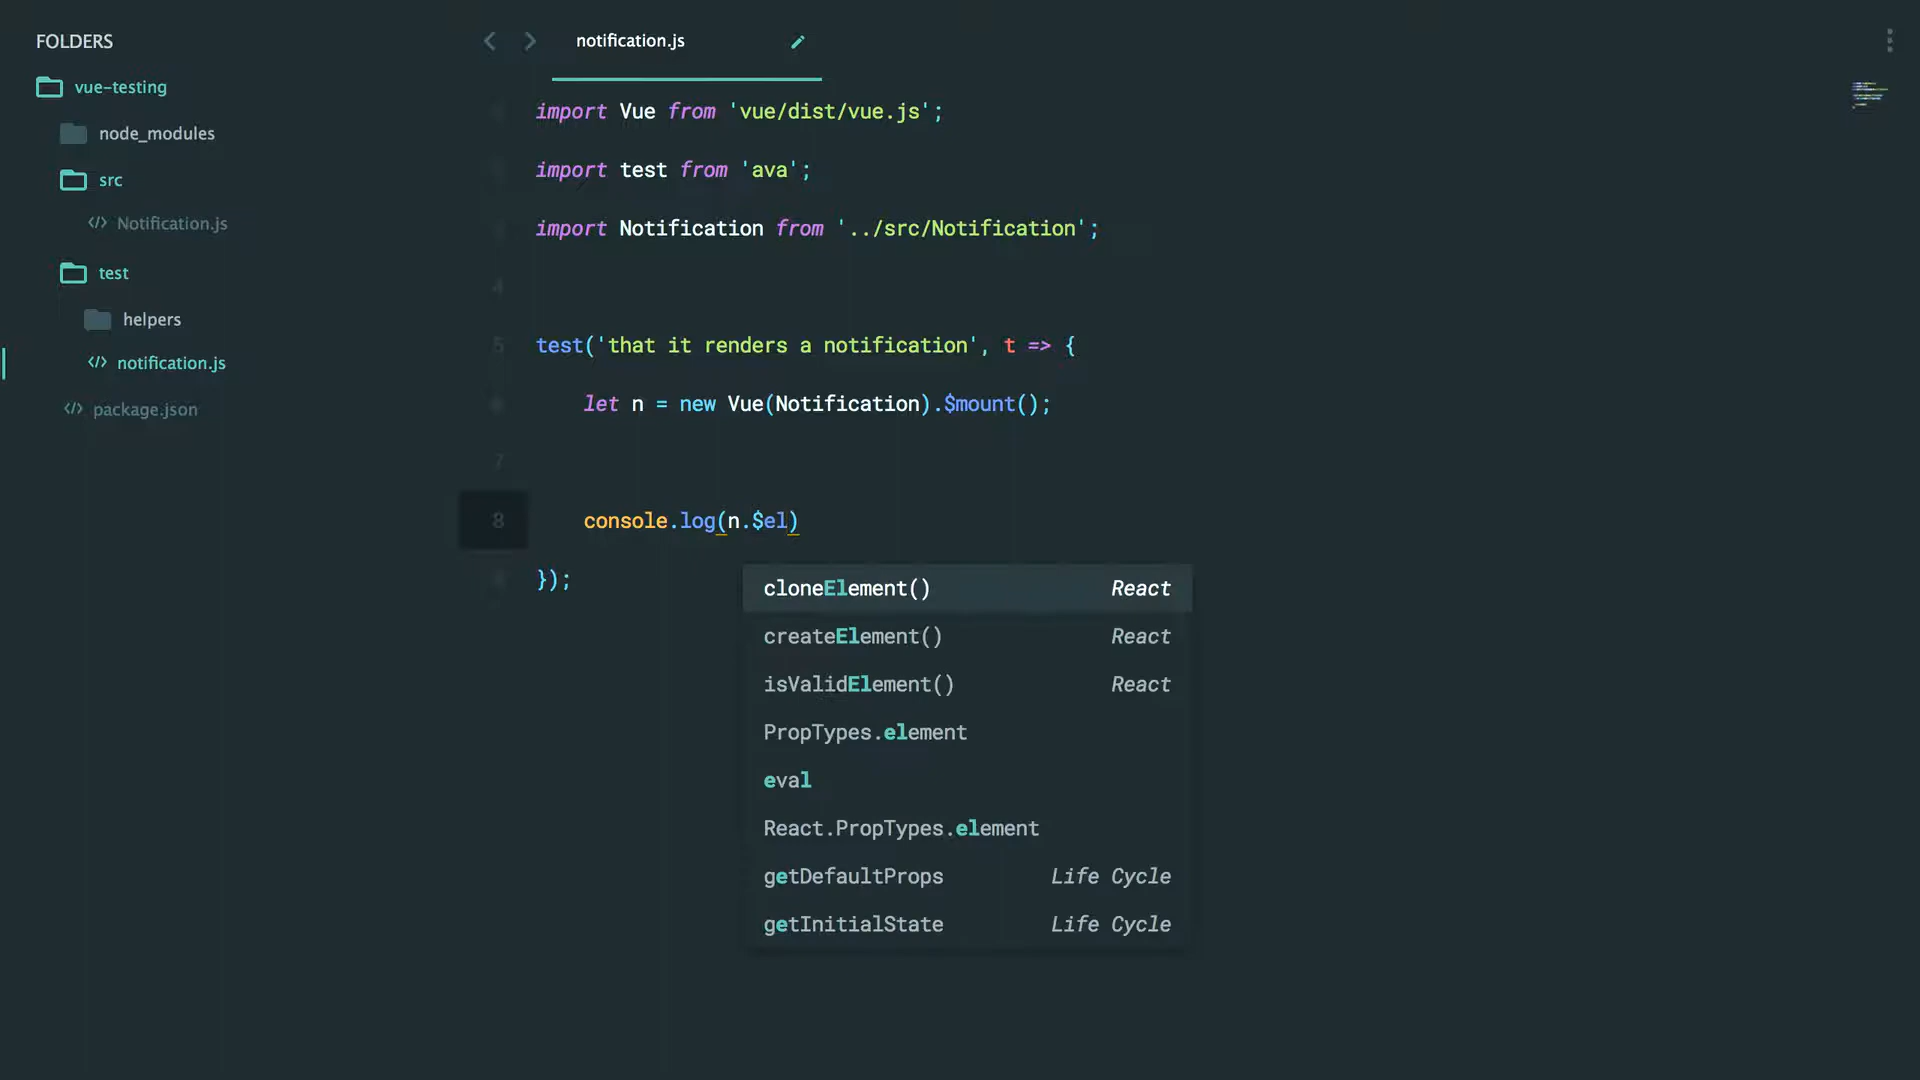 FOLDERS
vue-testing
node_modules
src
</> Notification.js
test
helpers
</> notification.js
</> package.json
notification.js
import Vue from 'vue/dist/vue.js';
import test from 'ava';
import Notification from '../src/Notification';
4
5 test('that it renders a notification', t => {
let n = new Vue(Notification).$mount();
7
8 console.log(n.$el)
});
cloneElement() React
createElement() React
isValidElement() React
PropTypes.element
eval
React.PropTypes.element
getDefaultProps Life Cycle
getInitialState Life Cycle